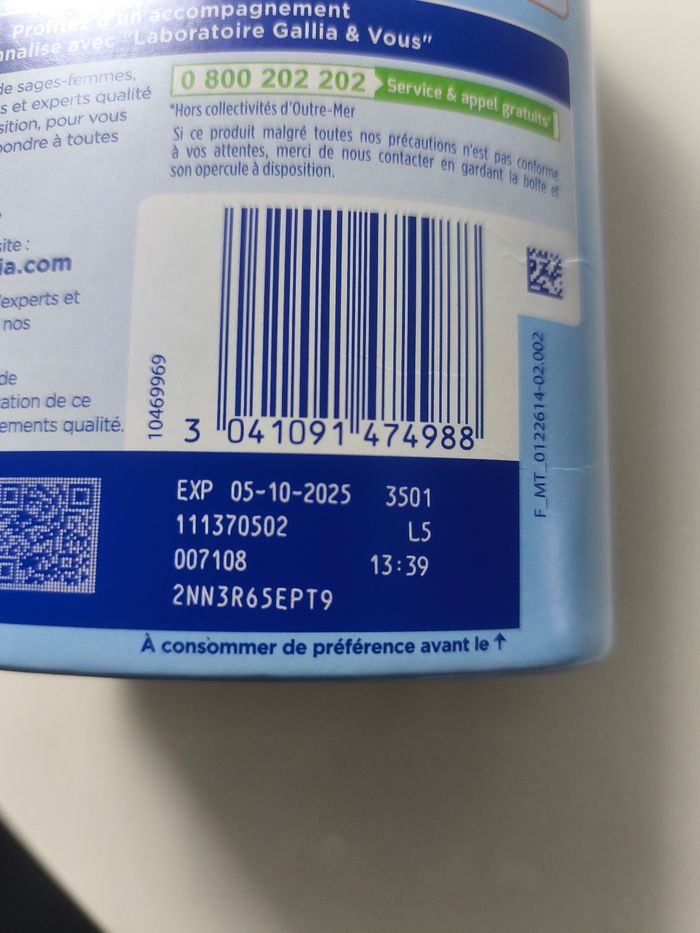 Profitez d'un accompagnement
nnalisé avec "Laboratoire Gallia & Vous"
de sages-femmes,
s et experts qualité
sition, pour vous
pondre à toutes
0 800 202 202 Service & appel gratuits*
*Hors collectivités d'Outre-Mer
Si ce produit malgré toutes nos précautions n'est pas conforme
à vos attentes, merci de nous contacter en gardant la boîte et
son opercule à disposition.
site :
ia.com
'experts et
nos
de
cation de ce
ements qualité.
10469969
3 041091 474988
F_MT_0122614-02.002
EXP 05-10-2025 3501
111370502 L5
007108 13:39
2NN3R65EPT9
À consommer de préférence avant le ↑